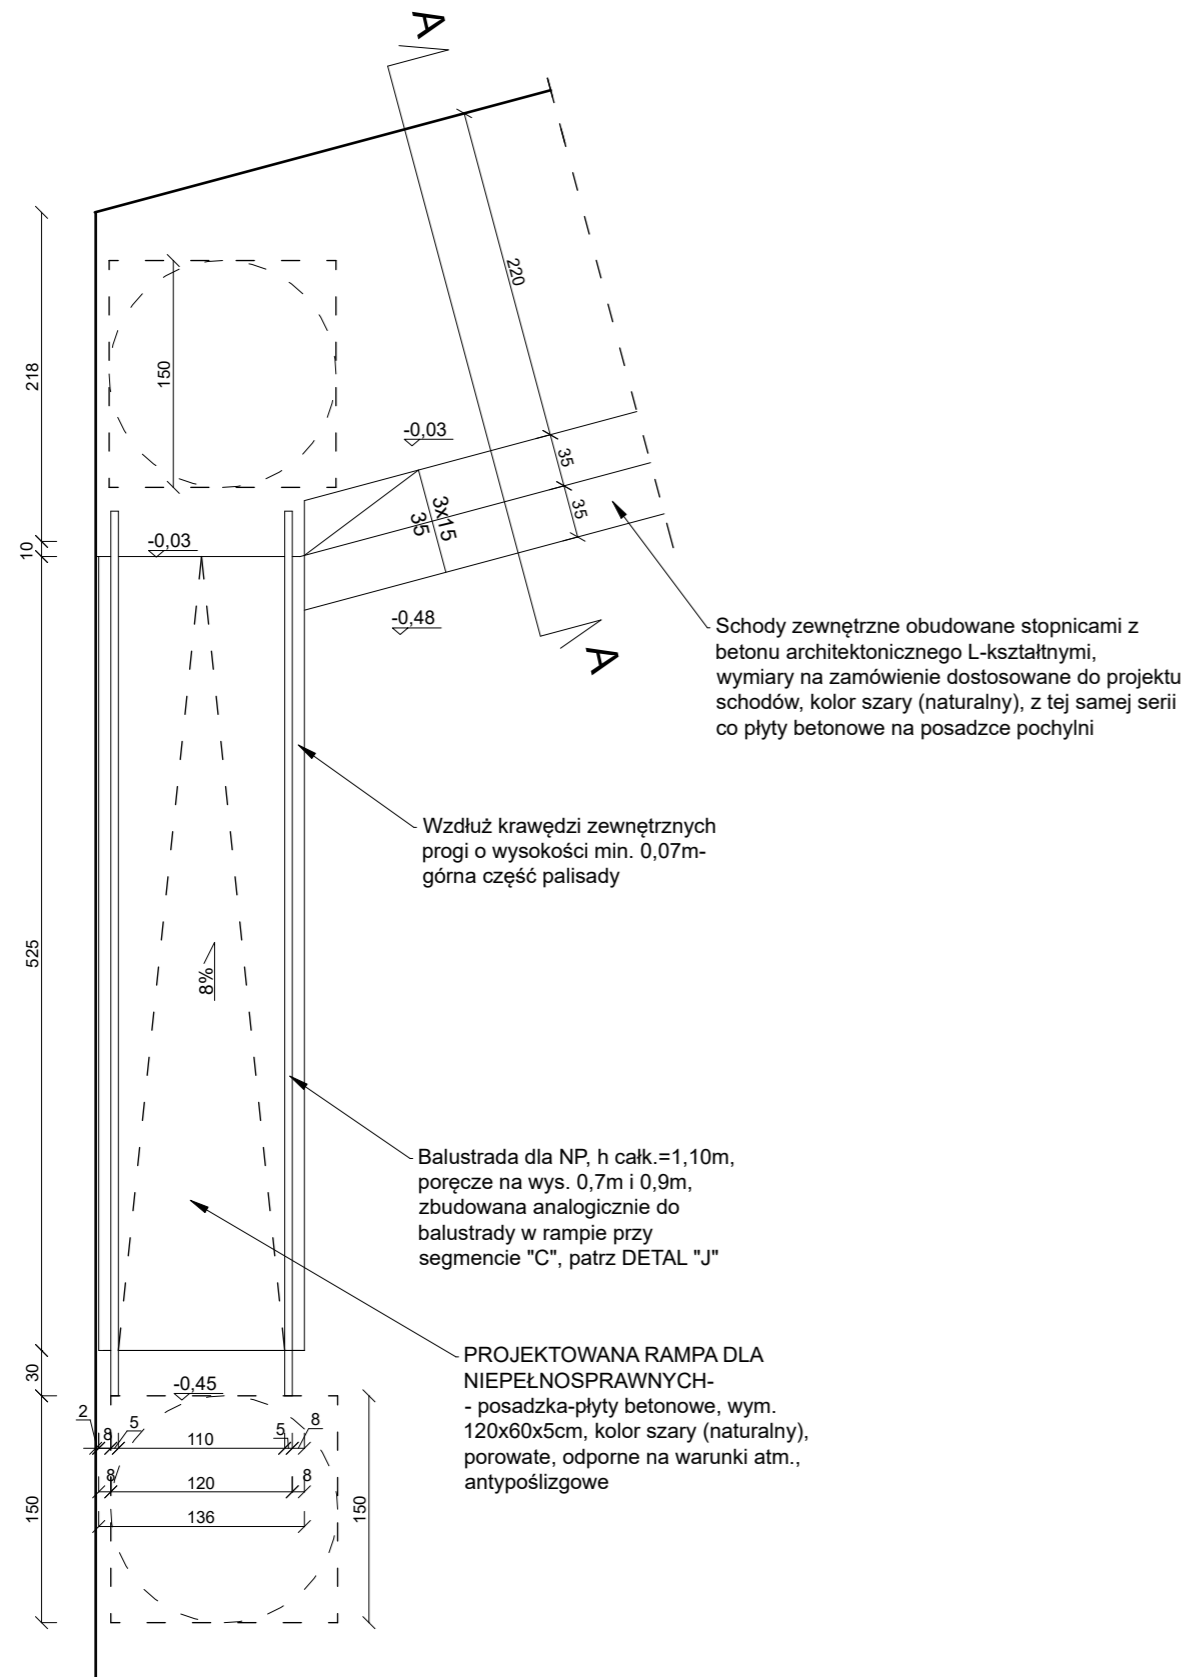 A
220
218
150
-0,03
35
35
3x15
35
10
-0,03
-0,48
A
Schody zewnętrzne obudowane stopnicami z
betonu architektonicznego L-kształtnymi,
wymiary na zamówienie dostosowane do projektu
schodów, kolor szary (naturalny), z tej samej serii
co płyty betonowe na posadzce pochylni
Wzdłuż krawędzi zewnętrznych
progi o wysokości min. 0,07m-
górna część palisady
525
8%
Balustrada dla NP, h całk.=1,10m,
poręcze na wys. 0,7m i 0,9m,
zbudowana analogicznie do
balustrady w rampie przy
segmencie "C", patrz DETAL "J"
PROJEKTOWANA RAMPA DLA
NIEPEŁNOSPRAWNYCH-
- posadzka-płyty betonowe, wym.
120x60x5cm, kolor szary (naturalny),
porowate, odporne na warunki atm.,
antypoślizgowe
30
-0,45
2
8
5
110
5
8
8
120
8
136
150
150